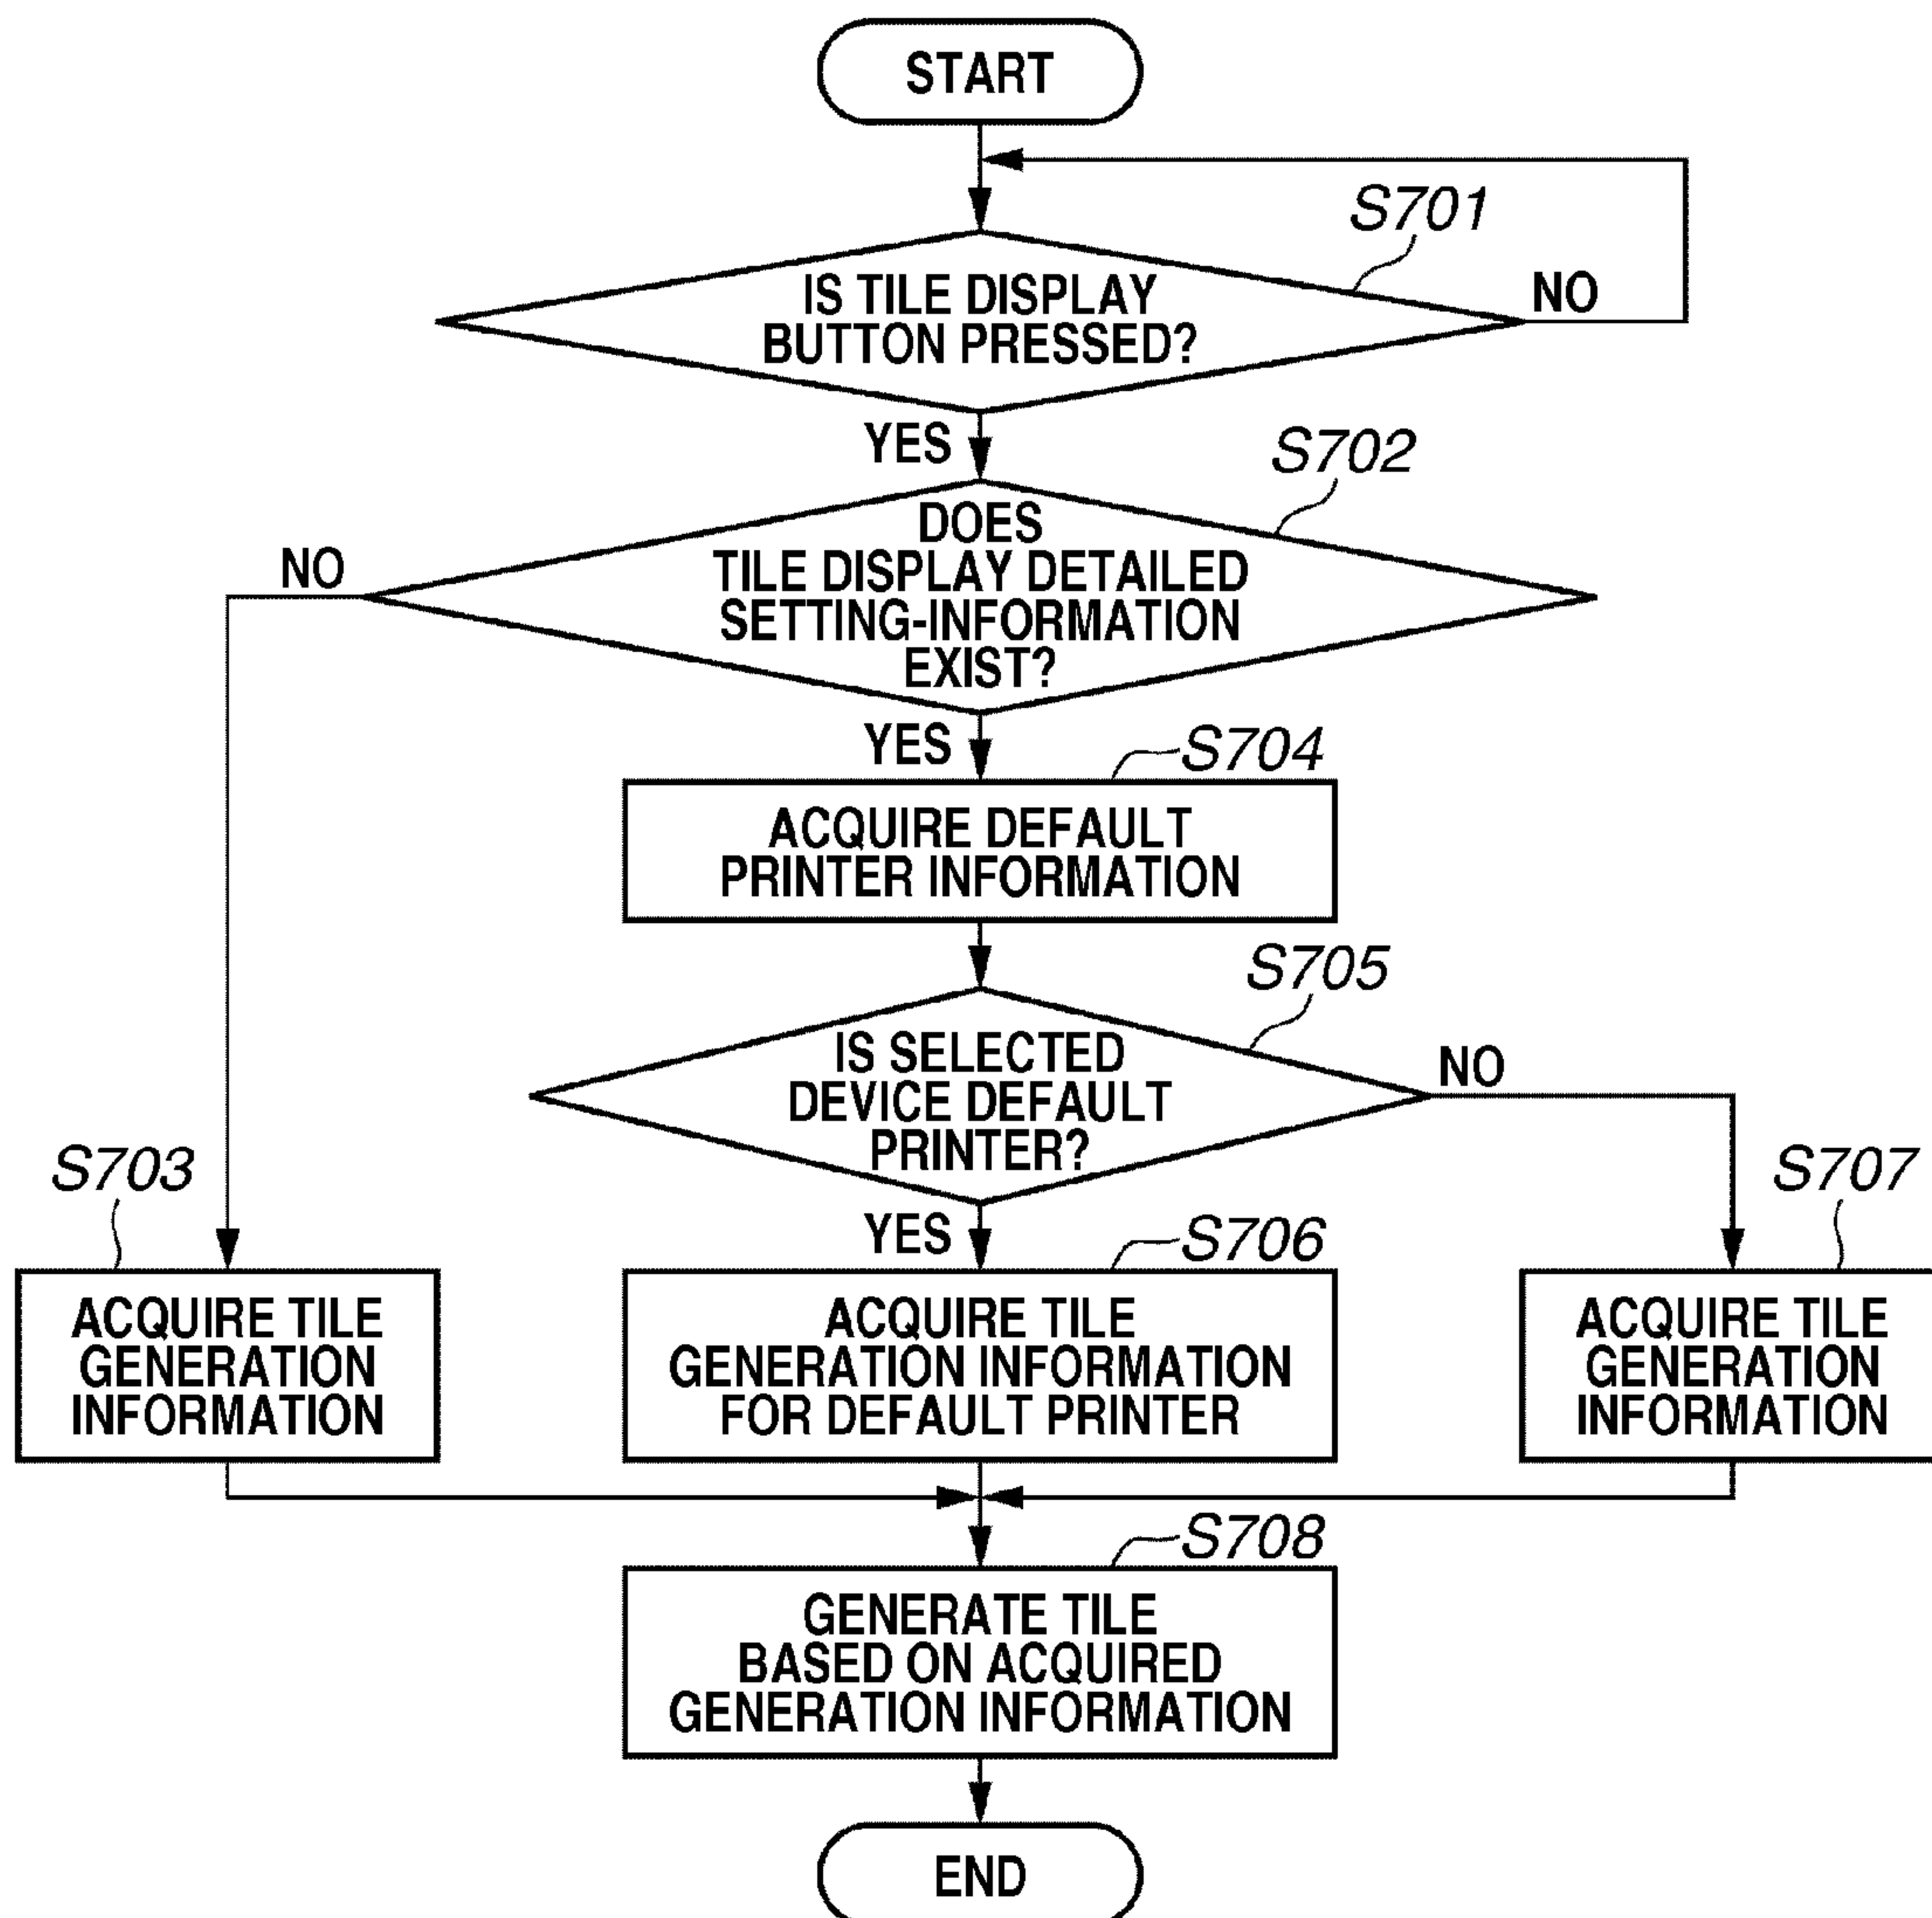 START
S701
IS TILE DISPLAY
BUTTON PRESSED?
NO
YES
S702
DOES
TILE DISPLAY DETAILED
SETTING-INFORMATION
EXIST?
NO
YES
S704
ACQUIRE DEFAULT
PRINTER INFORMATION
S705
IS SELECTED
DEVICE DEFAULT
PRINTER?
NO
YES
S703
ACQUIRE TILE
GENERATION
INFORMATION
S706
ACQUIRE TILE
GENERATION INFORMATION
FOR DEFAULT PRINTER
S707
ACQUIRE TILE
GENERATION
INFORMATION
S708
GENERATE TILE
BASED ON ACQUIRED
GENERATION INFORMATION
END